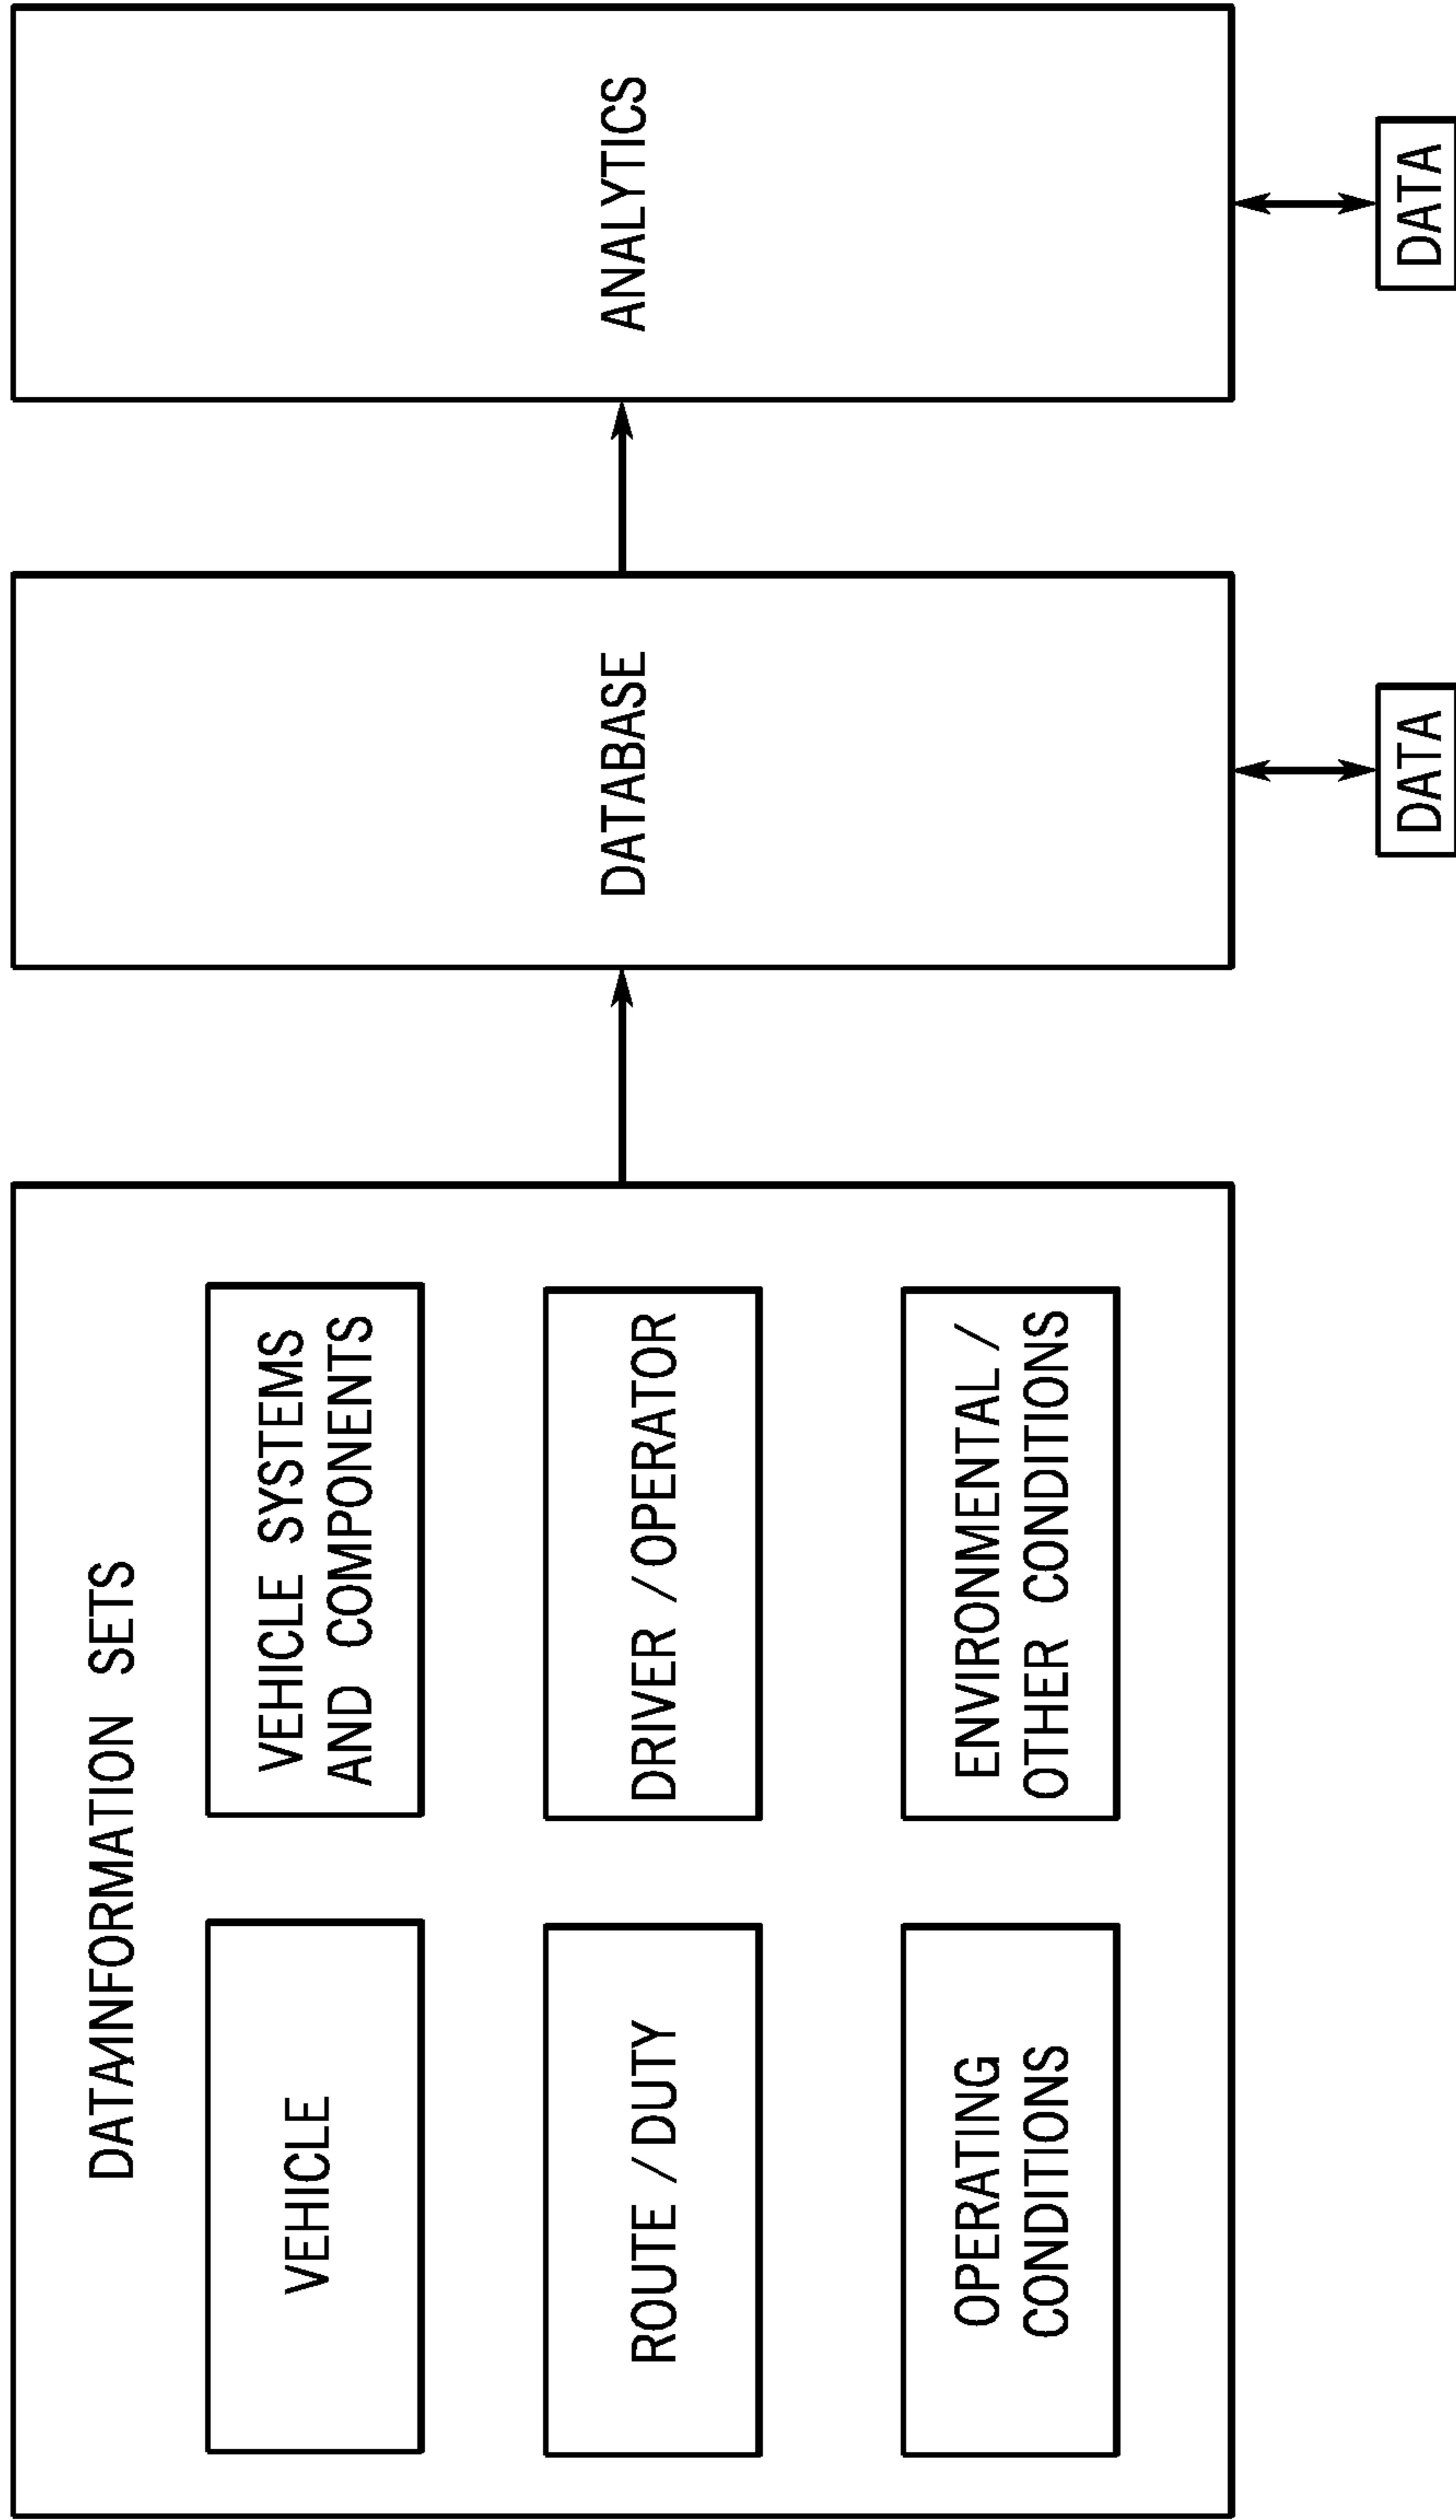 DATA/INFORMATION SETS
VEHICLE
VEHICLE SYSTEMS
AND COMPONENTS
ROUTE / DUTY
DRIVER / OPERATOR
OPERATING
CONDITIONS
ENVIRONMENTAL /
OTHER CONDITIONS
DATABASE
DATA
ANALYTICS
DATA